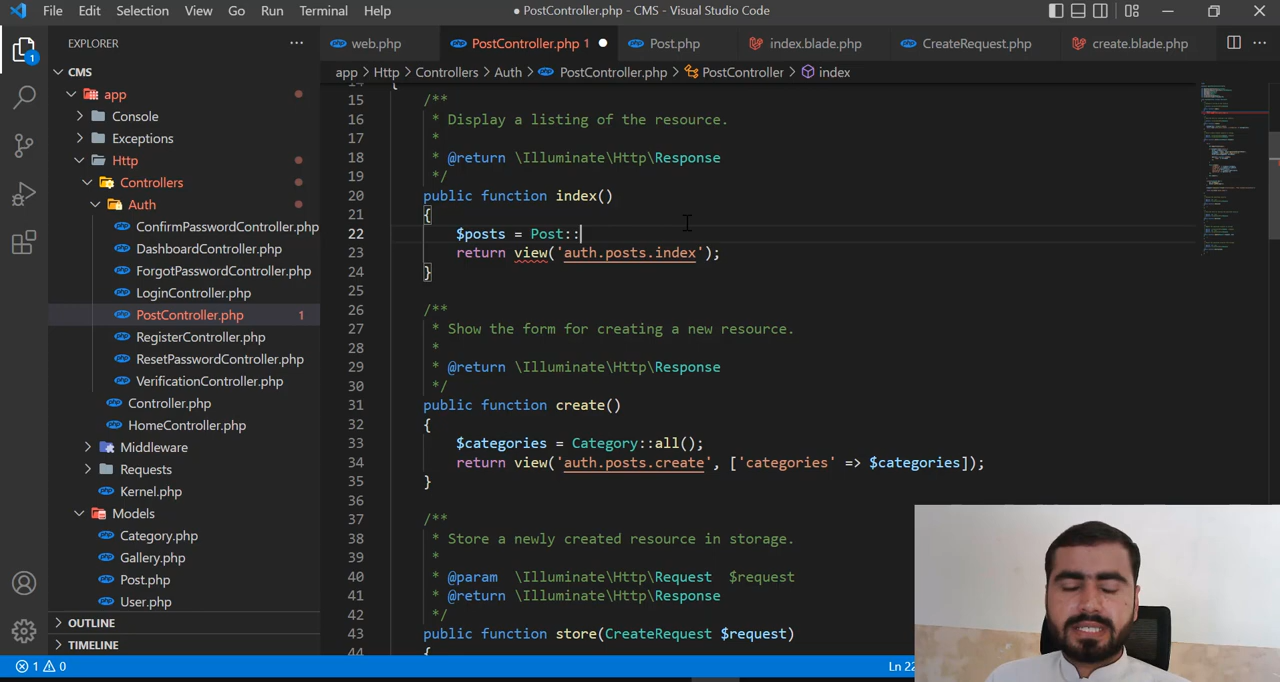 File Edit Selection View Go Run Terminal Help ● PostController.php - CMS - Visual Studio Code
EXPLORER ···
web.php PostController.php 1 ● Post.php index.blade.php CreateRequest.php create.blade.php ···
app > Http > Controllers > Auth > PostController.php > PostController > index
1
CMS
app
Console
Exceptions
Http
Controllers
Auth
ConfirmPasswordController.php
DashboardController.php
ForgotPasswordController.php
LoginController.php
PostController.php 1
RegisterController.php
ResetPasswordController.php
VerificationController.php
Controller.php
HomeController.php
Middleware
Requests
Kernel.php
Models
Category.php
Gallery.php
Post.php
User.php
OUTLINE
TIMELINE
14 {
15 /**
16 * Display a listing of the resource.
17 *
18 * @return \Illuminate\Http\Response
19 */
20 public function index()
21 {
22 $posts = Post::
23 return view('auth.posts.index');
24 }
25
26 /**
27 * Show the form for creating a new resource.
28 *
29 * @return \Illuminate\Http\Response
30 */
31 public function create()
32 {
33 $categories = Category::all();
34 return view('auth.posts.create', ['categories' => $categories]);
35 }
36
37 /**
38 * Store a newly created resource in storage.
39 *
40 * @param \Illuminate\Http\Request $request
41 * @return \Illuminate\Http\Response
42 */
43 public function store(CreateRequest $request)
44 {
1 0 Ln 22